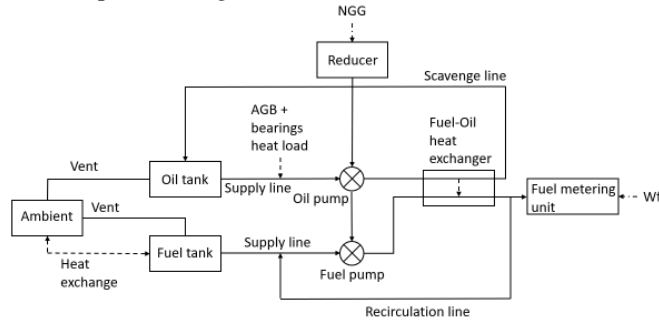 NGG
Reducer
Scavenge line
AGB +
bearings
heat load
Fuel-Oil
heat
exchanger
Vent
Oil tank
Supply line
Oil pump
Fuel metering
unit
Wf
Ambient
Vent
Heat
exchange
Fuel tank
Supply line
Fuel pump
Recirculation line